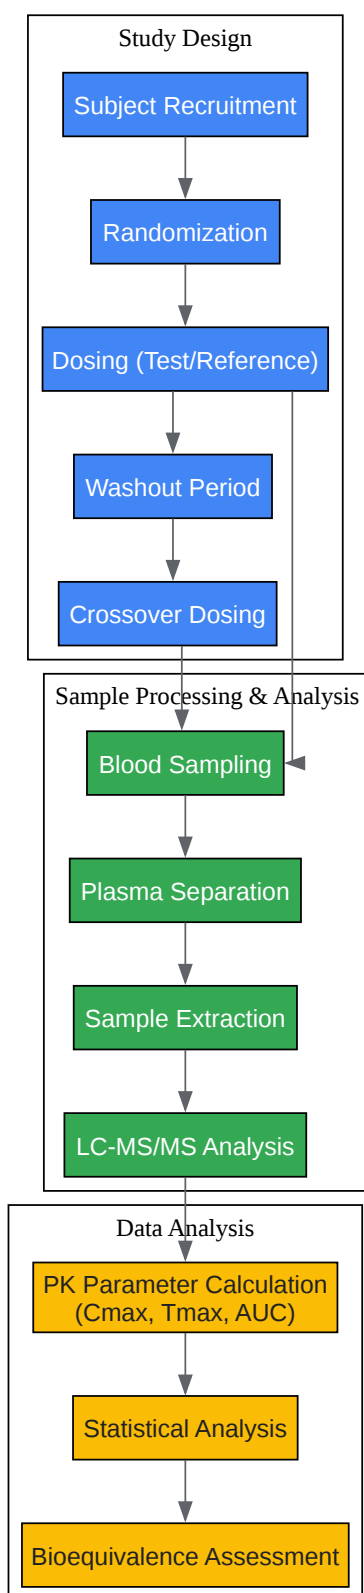 Study Design
Subject Recruitment
Randomization
Dosing (Test/Reference)
Washout Period
Crossover Dosing
Sample Processing & Analysis
Blood Sampling
Plasma Separation
Sample Extraction
LC-MS/MS Analysis
Data Analysis
PK Parameter Calculation
(Cmax, Tmax, AUC)
Statistical Analysis
Bioequivalence Assessment